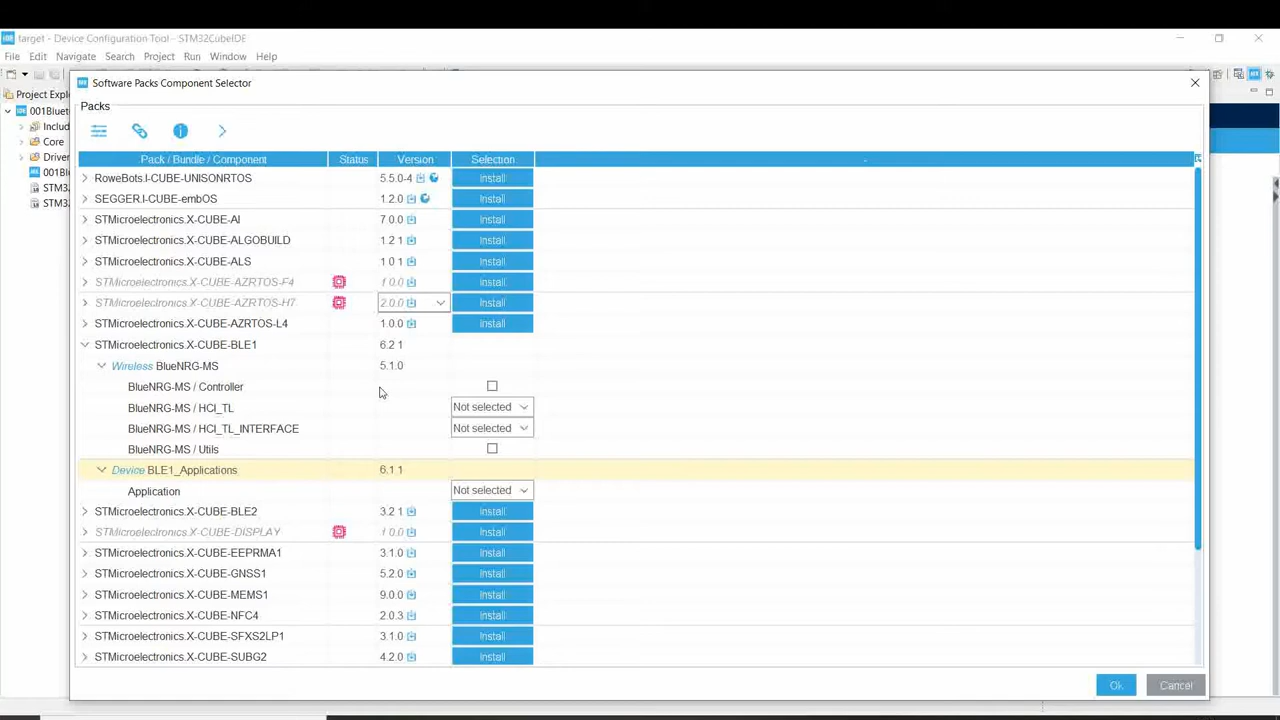 target - Device Configuration Tool - STM32CubeIDE
File Edit Navigate Search Project Run Window Help
Project Explo
001Bluet
Includ
Core
Driver
001Bl
STM3
STM3
Software Packs Component Selector
Packs
Pack / Bundle / Component Status Version Selection -
RoweBots.I-CUBE-UNISONRTOS 5.5.0-4 Install
SEGGER.I-CUBE-embOS 1.2.0 Install
STMicroelectronics.X-CUBE-AI 7.0.0 Install
STMicroelectronics.X-CUBE-ALGOBUILD 1.2.1 Install
STMicroelectronics.X-CUBE-ALS 1.0.1 Install
STMicroelectronics.X-CUBE-AZRTOS-F4 1.0.0 Install
STMicroelectronics.X-CUBE-AZRTOS-H7 2.0.0 Install
STMicroelectronics.X-CUBE-AZRTOS-L4 1.0.0 Install
STMicroelectronics.X-CUBE-BLE1 6.2.1
Wireless BlueNRG-MS 5.1.0
BlueNRG-MS / Controller
BlueNRG-MS / HCI_TL Not selected
BlueNRG-MS / HCI_TL_INTERFACE Not selected
BlueNRG-MS / Utils
Device BLE1_Applications 6.1.1
Application Not selected
STMicroelectronics.X-CUBE-BLE2 3.2.1 Install
STMicroelectronics.X-CUBE-DISPLAY 1.0.0 Install
STMicroelectronics.X-CUBE-EEPRMA1 3.1.0 Install
STMicroelectronics.X-CUBE-GNSS1 5.2.0 Install
STMicroelectronics.X-CUBE-MEMS1 9.0.0 Install
STMicroelectronics.X-CUBE-NFC4 2.0.3 Install
STMicroelectronics.X-CUBE-SFXS2LP1 3.1.0 Install
STMicroelectronics.X-CUBE-SUBG2 4.2.0 Install
Ok Cancel